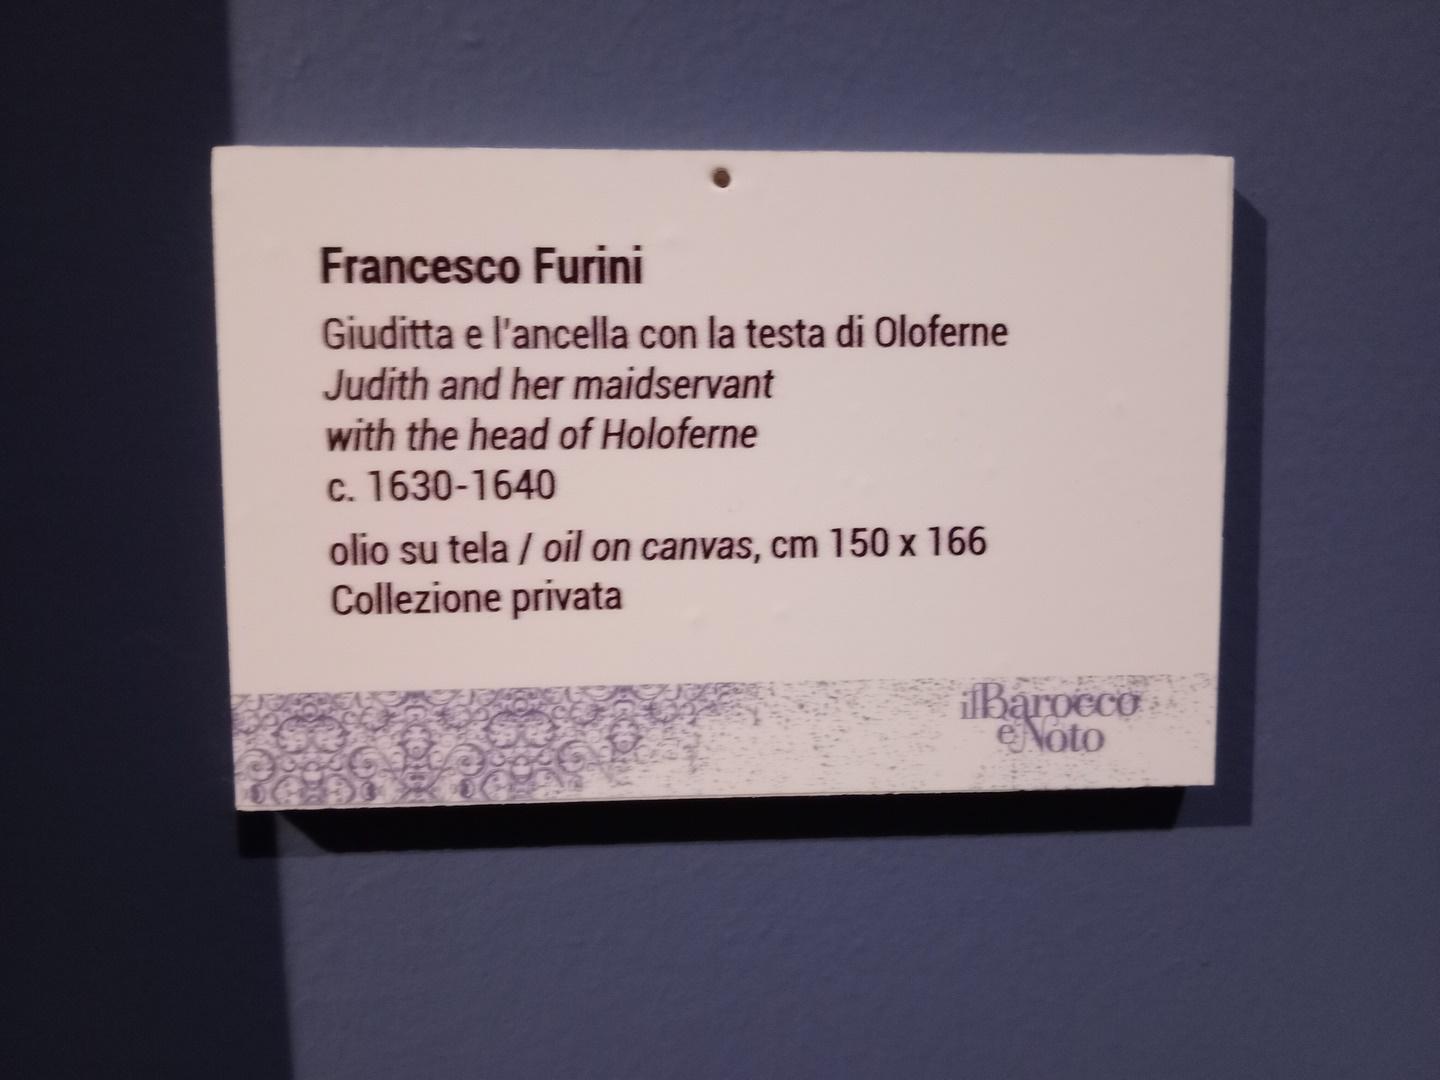 Francesco Furini
Giuditta e l'ancella con la testa di Oloferne
Judith and her maidservant
with the head of Holoferne
c. 1630-1640
olio su tela / oil on canvas, cm 150 x 166
Collezione privata
il Barocco
e Noto